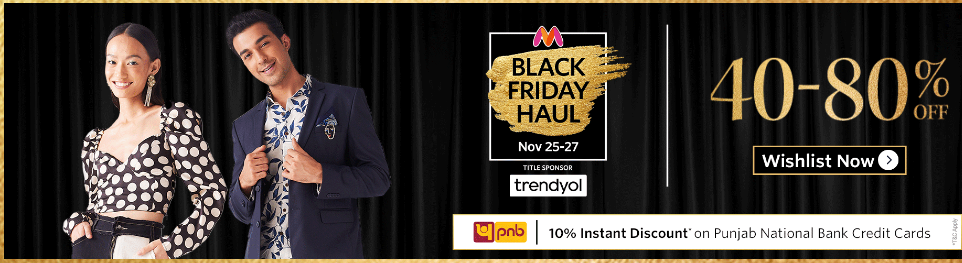 BLACK
FRIDAY
HAUL
Nov 25-27
TITLE SPONSOR
trendyol
40-80%
OFF
Wishlist Now
pnb
10% Instant Discount* on Punjab National Bank Credit Cards
*T&C Apply